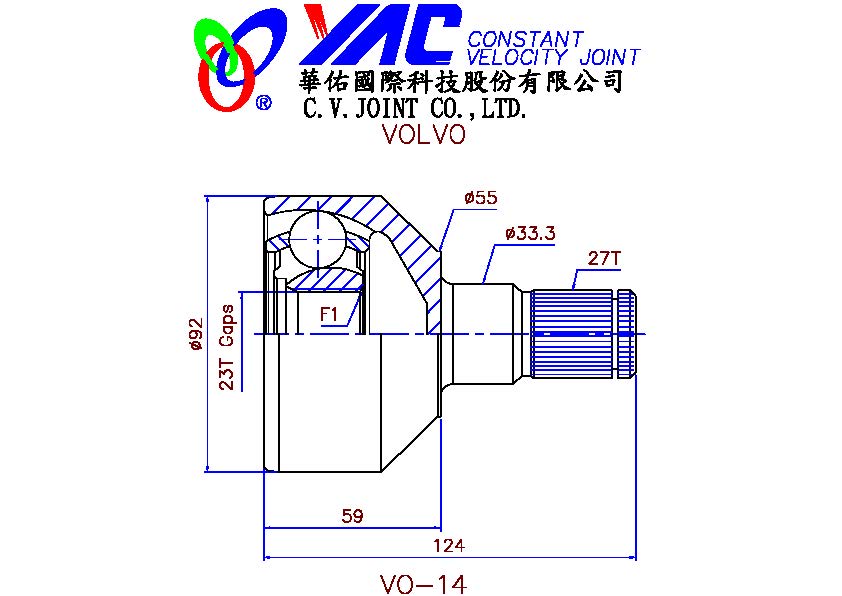 YAC CONSTANT
VELOCITY JOINT
®
華佑國際科技股份有限公司
C.V.JOINT CO.,LTD.
VOLVO
ø55
ø33.3
27T
F1
ø92
23T Gaps
59
124
VO-14